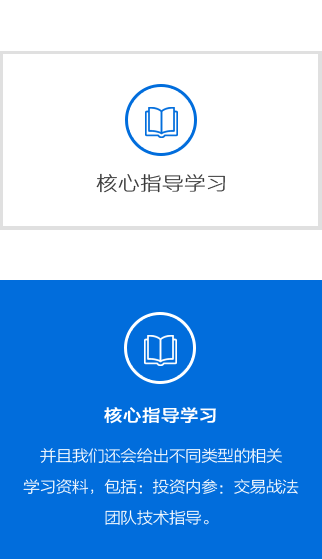 核心指导学习
核心指导学习
并且我们还会给出不同类型的相关
学习资料，包括：投资内参：交易战法
团队技术指导。